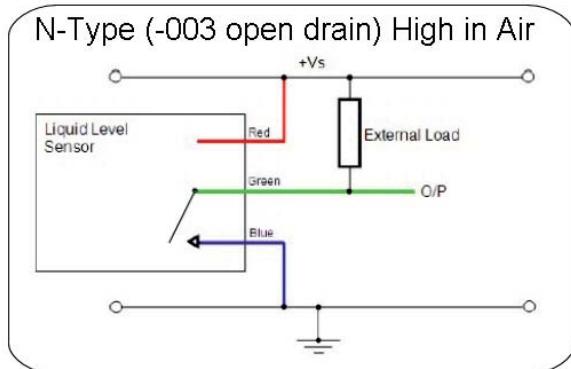 N-Type (-003 open drain) High in Air
+Vs
Liquid Level
Sensor
Red
External Load
Green
O/P
Blue